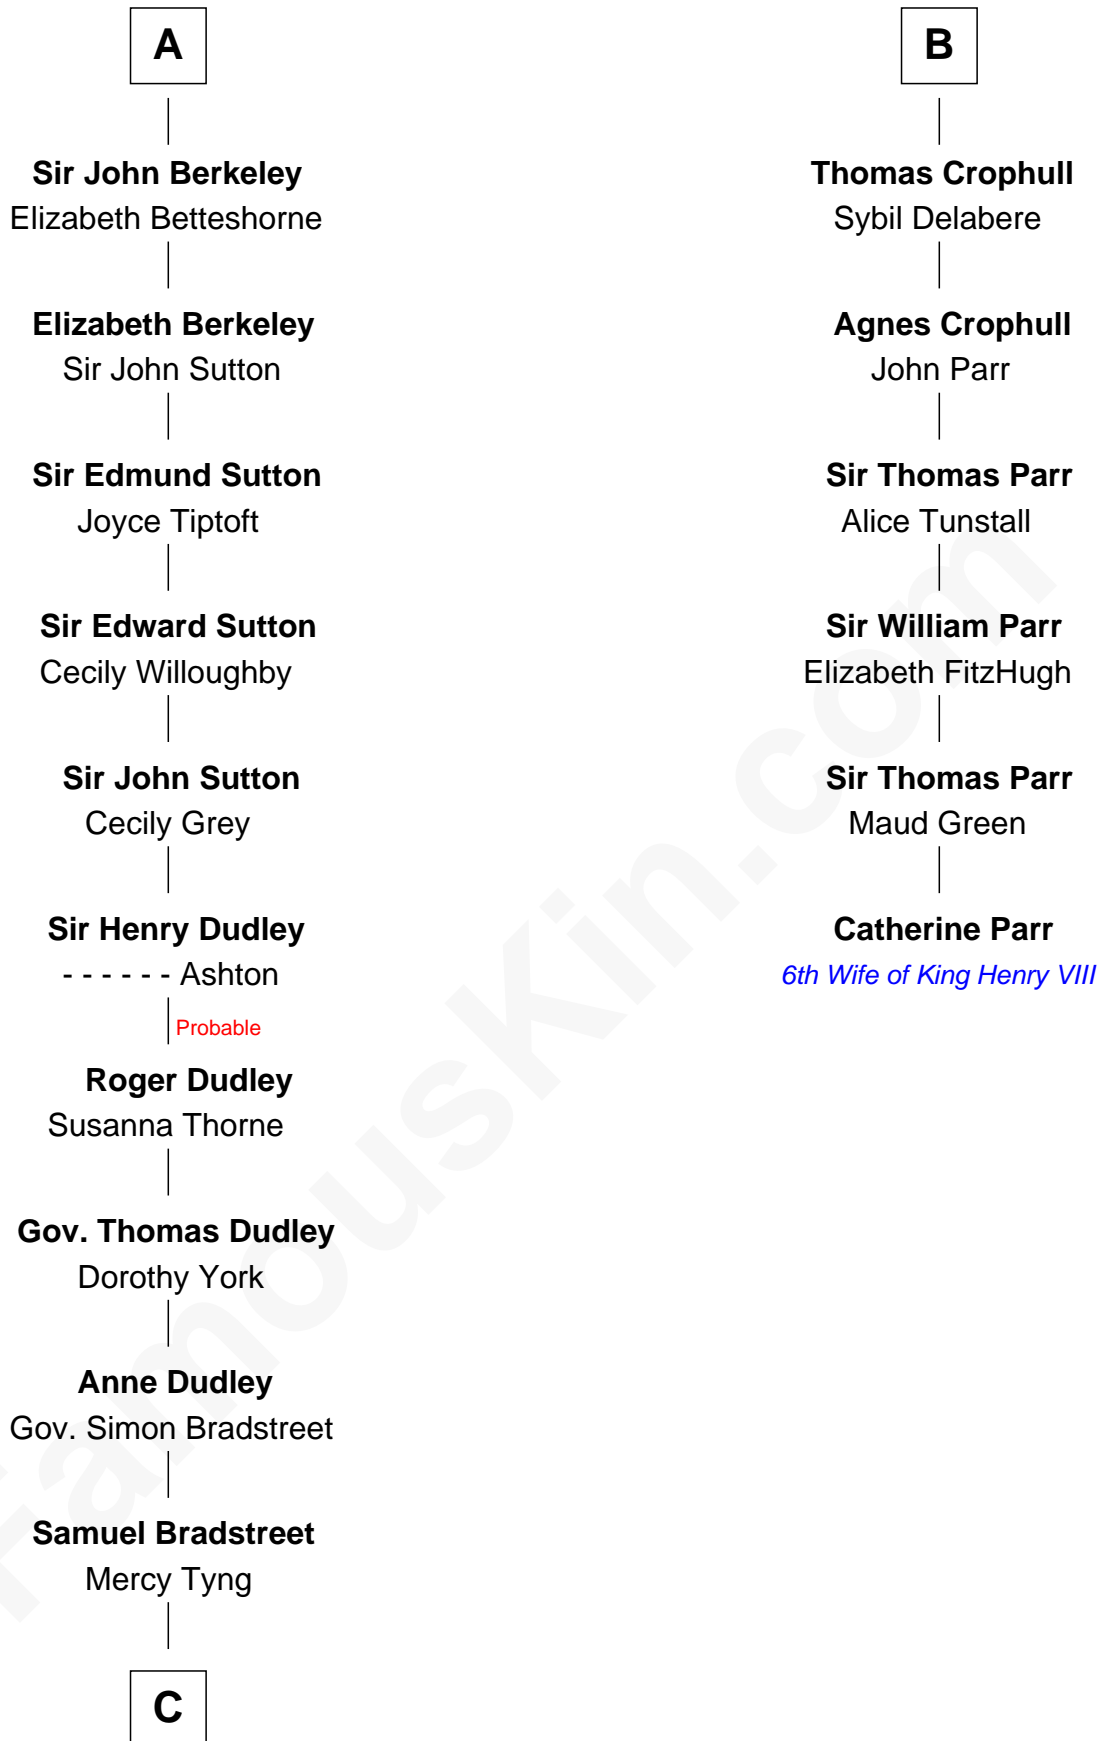 A
Sir John Berkeley
Elizabeth Betteshorne
Elizabeth Berkeley
Sir John Sutton
Sir Edmund Sutton
Joyce Tiptoft
Sir Edward Sutton
Cecily Willoughby
Sir John Sutton
Cecily Grey
Sir Henry Dudley
- - - - - - Ashton
Probable
Roger Dudley
Susanna Thorne
Gov. Thomas Dudley
Dorothy York
Anne Dudley
Gov. Simon Bradstreet
Samuel Bradstreet
Mercy Tyng
C
B
Thomas Crophull
Sybil Delabere
Agnes Crophull
John Parr
Sir Thomas Parr
Alice Tunstall
Sir William Parr
Elizabeth FitzHugh
Sir Thomas Parr
Maud Green
Catherine Parr
6th Wife of King Henry VIII
FamousKin.com